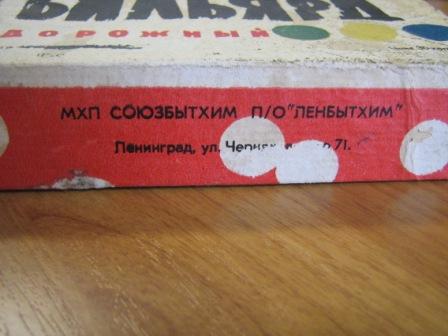 БИЛЬЯРД
ДОРОЖНЫЙ
МХП СОЮЗБЫТХИМ П/О "ЛЕНБЫТХИМ"
Ленинград, ул. 71.